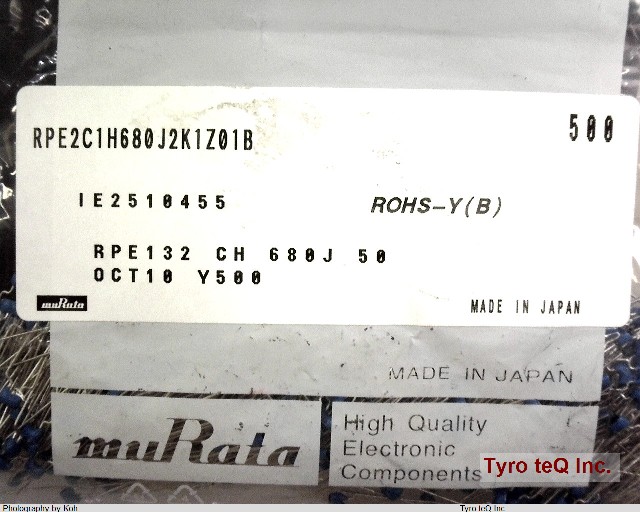 RPE2C1H680J2K1Z01B
500
IE2510455
ROHS-Y(B)
RPE132 CH 680J 50
OCT10 Y500
muRata
MADE IN JAPAN
MADE IN JAPAN
muRata
High Quality
Electronic
Components
Tyro teQ Inc.
Photography by Koh
Tyro teQ Inc